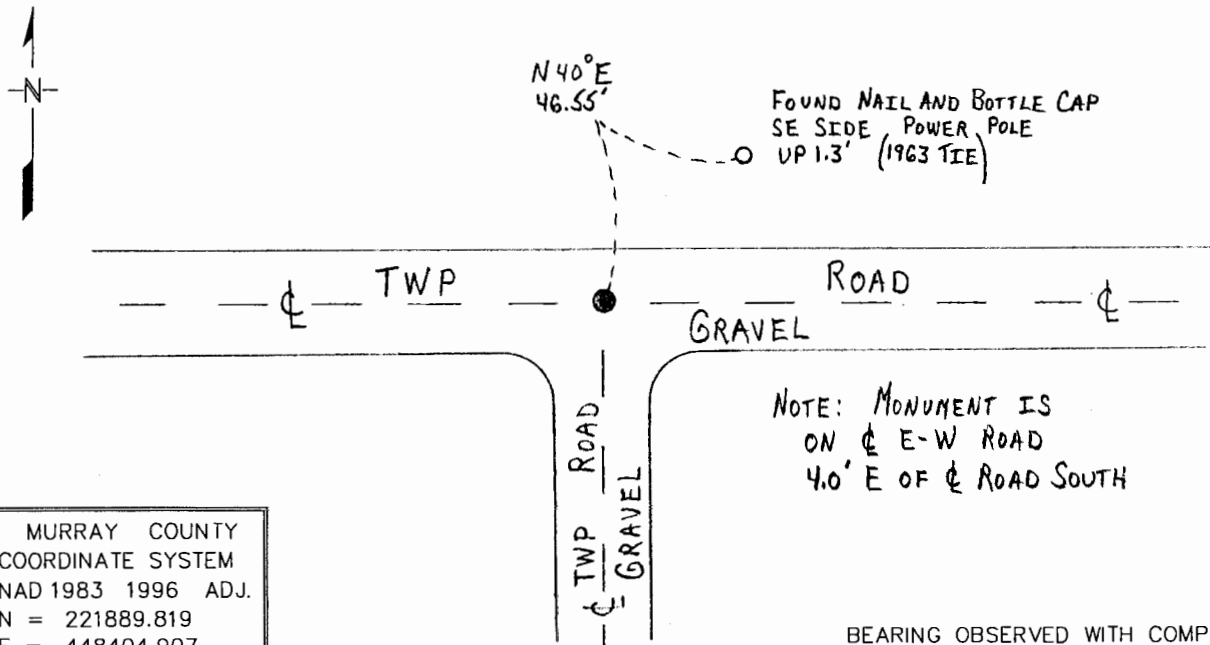 N
N 40° E
46.55'
FOUND NAIL AND BOTTLE CAP
SE SIDE POWER POLE
UP 1.3' (1963 TIE)
℄ TWP ROAD ℄
GRAVEL
NOTE: MONUMENT IS
ON ℄ E-W ROAD
4.0' E OF ℄ ROAD SOUTH
℄ TWP ROAD
GRAVEL
MURRAY COUNTY
COORDINATE SYSTEM
NAD 1983 1996 ADJ.
N = 221889.819
BEARING OBSERVED WITH